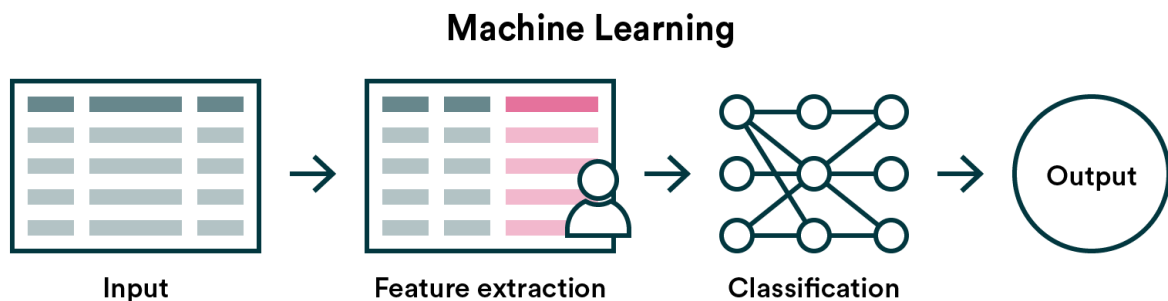 Machine Learning
Output
Input
Feature extraction
Classification